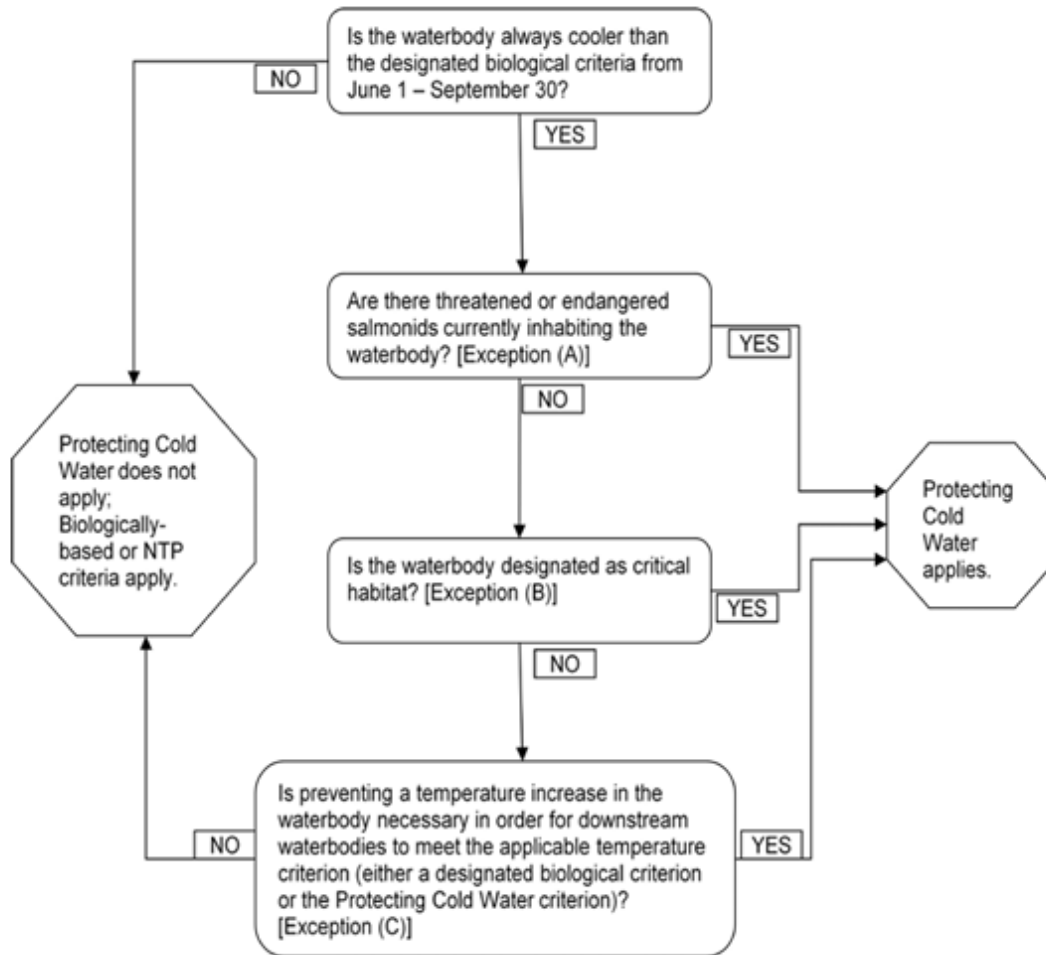 Is the waterbody always cooler than
the designated biological criteria from
June 1 – September 30?
NO
YES
Are there threatened or endangered
salmonids currently inhabiting the
waterbody? [Exception (A)]
YES
NO
Protecting Cold
Water does not
apply;
Biologically-
based or NTP
criteria apply.
Protecting
Cold
Water
applies.
Is the waterbody designated as critical
habitat? [Exception (B)]
YES
NO
Is preventing a temperature increase in the
waterbody necessary in order for downstream
waterbodies to meet the applicable temperature
criterion (either a designated biological criterion
or the Protecting Cold Water criterion)?
[Exception (C)]
NO
YES